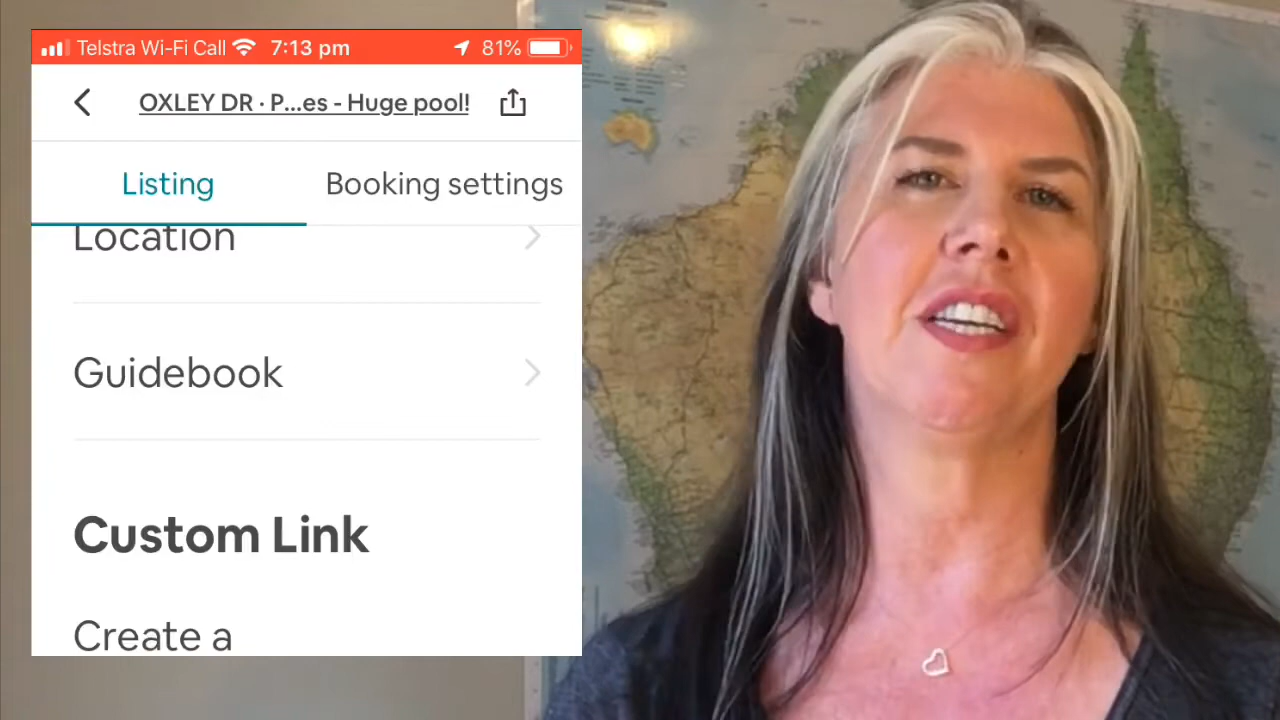 Telstra Wi-Fi Call 7:13 pm 81%
OXLEY DR · P...es - Huge pool!
Listing Booking settings
Location
Guidebook
Custom Link
Create a